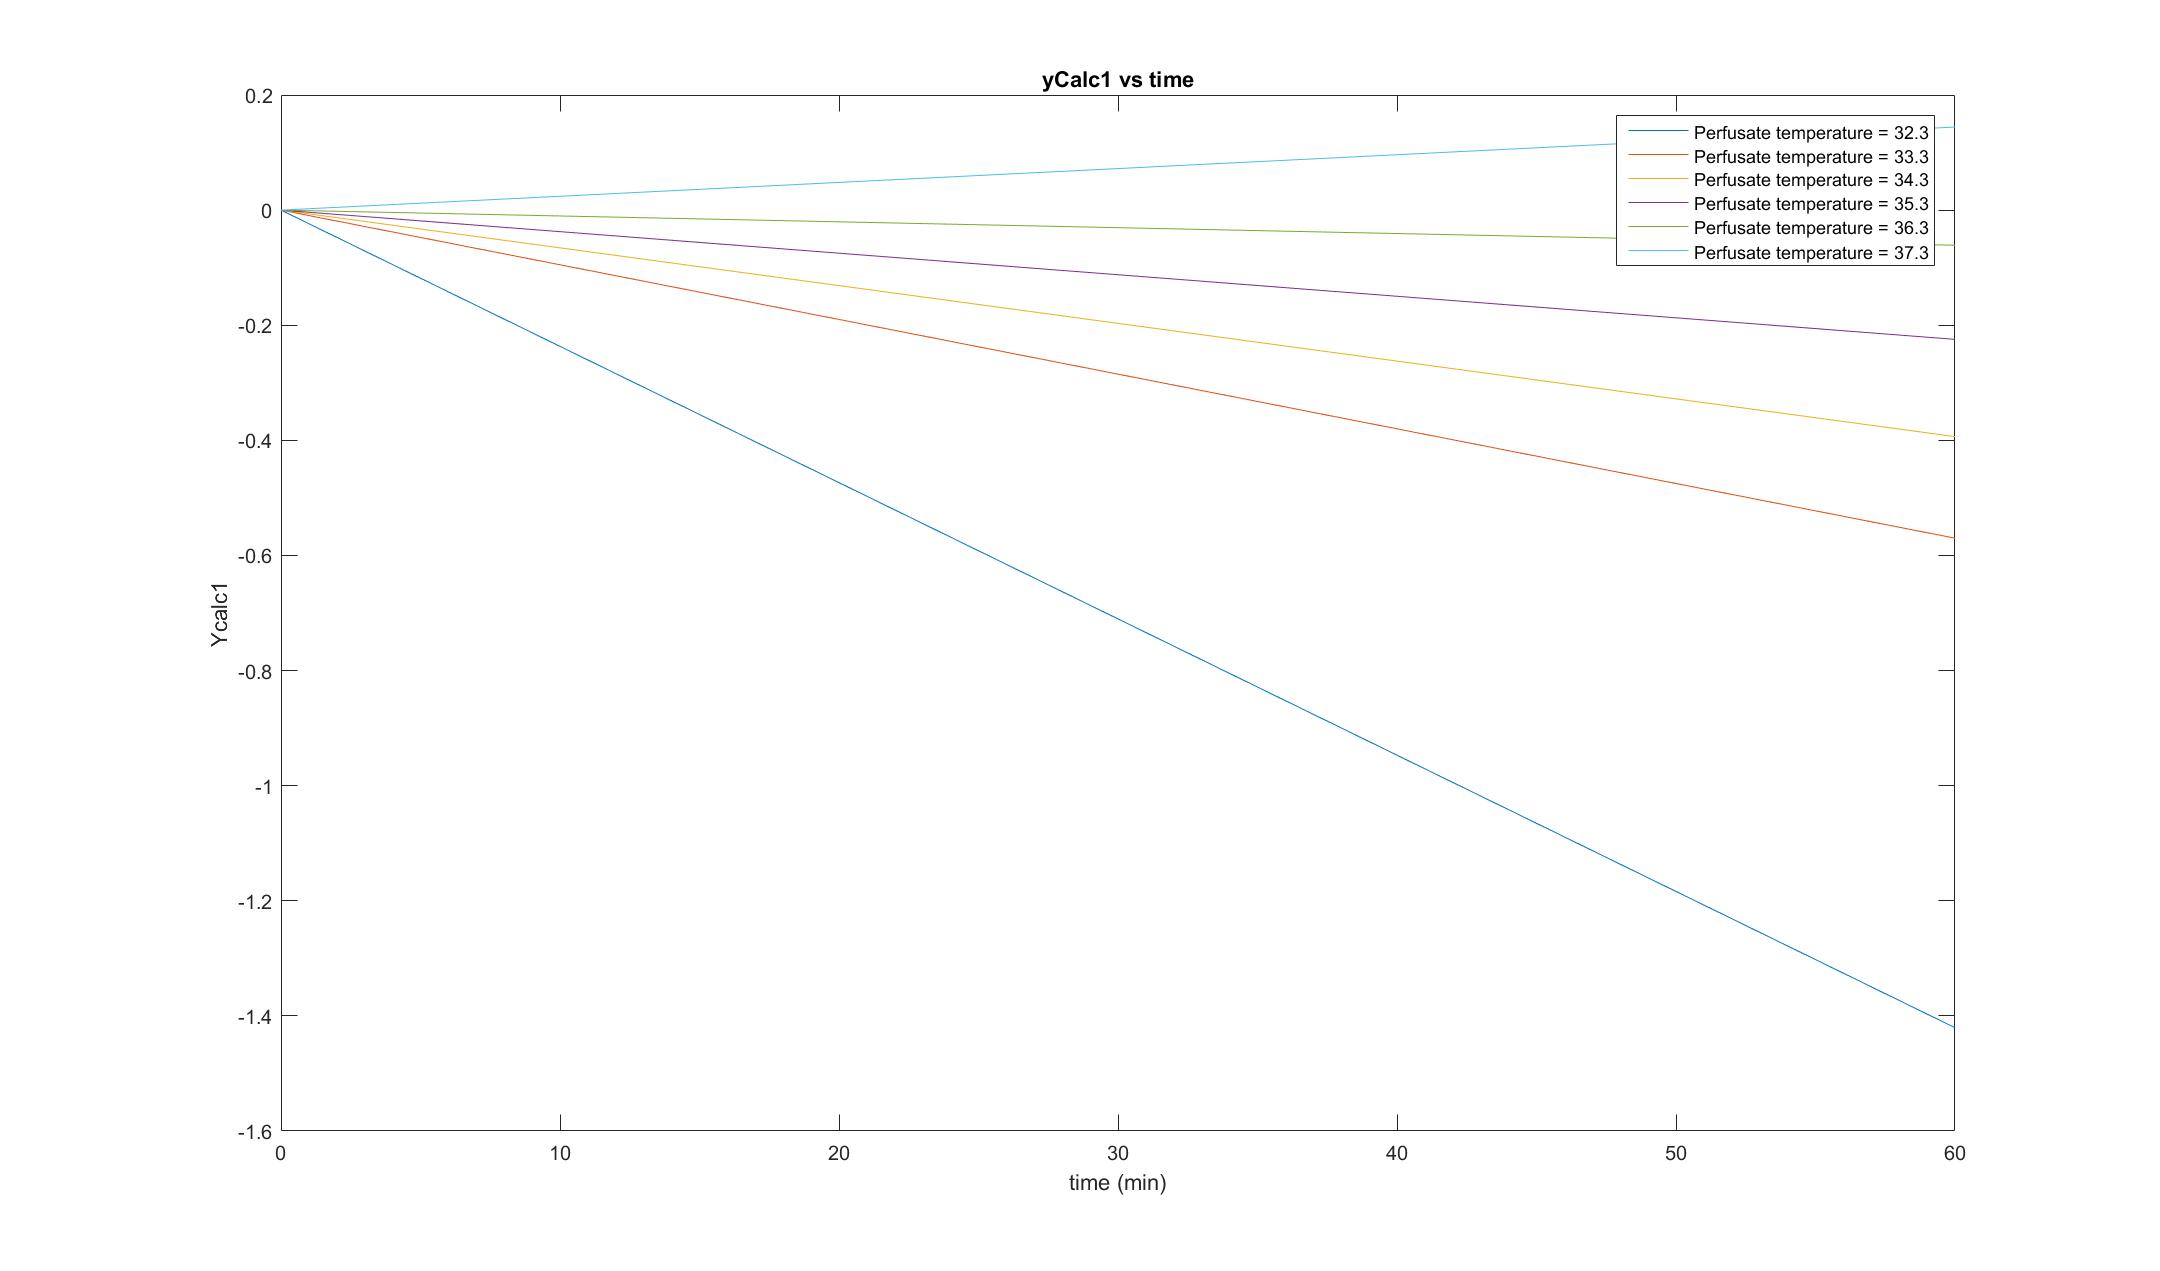 yCalc1 vs time
0.2
0
-0.2
-0.4
-0.6
-0.8
-1
-1.2
-1.4
-1.6
Ycalc1
Perfusate temperature = 32.3
Perfusate temperature = 33.3
Perfusate temperature = 34.3
Perfusate temperature = 35.3
Perfusate temperature = 36.3
Perfusate temperature = 37.3
0 10 20 30 40 50 60
time (min)